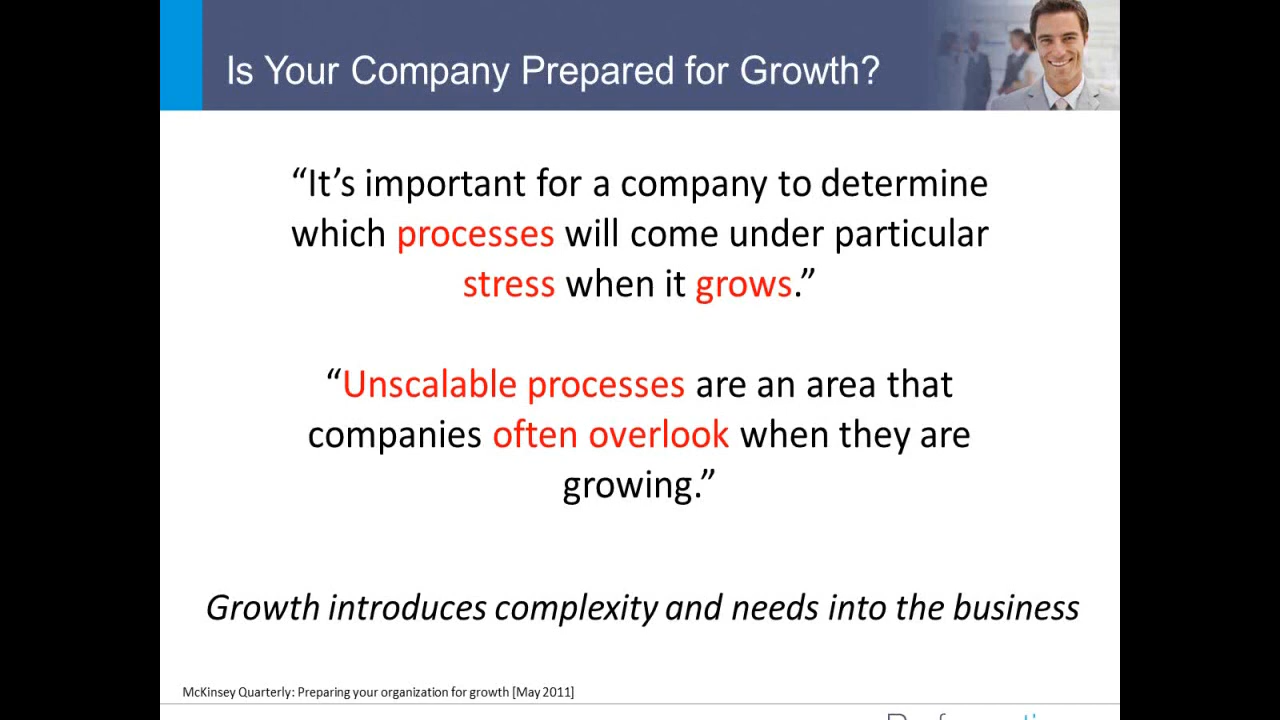 Is Your Company Prepared for Growth?
“It’s important for a company to determine
which processes will come under particular
stress when it grows.”
“Unscalable processes are an area that
companies often overlook when they are
growing.”
Growth introduces complexity and needs into the business
McKinsey Quarterly: Preparing your organization for growth [May 2011]